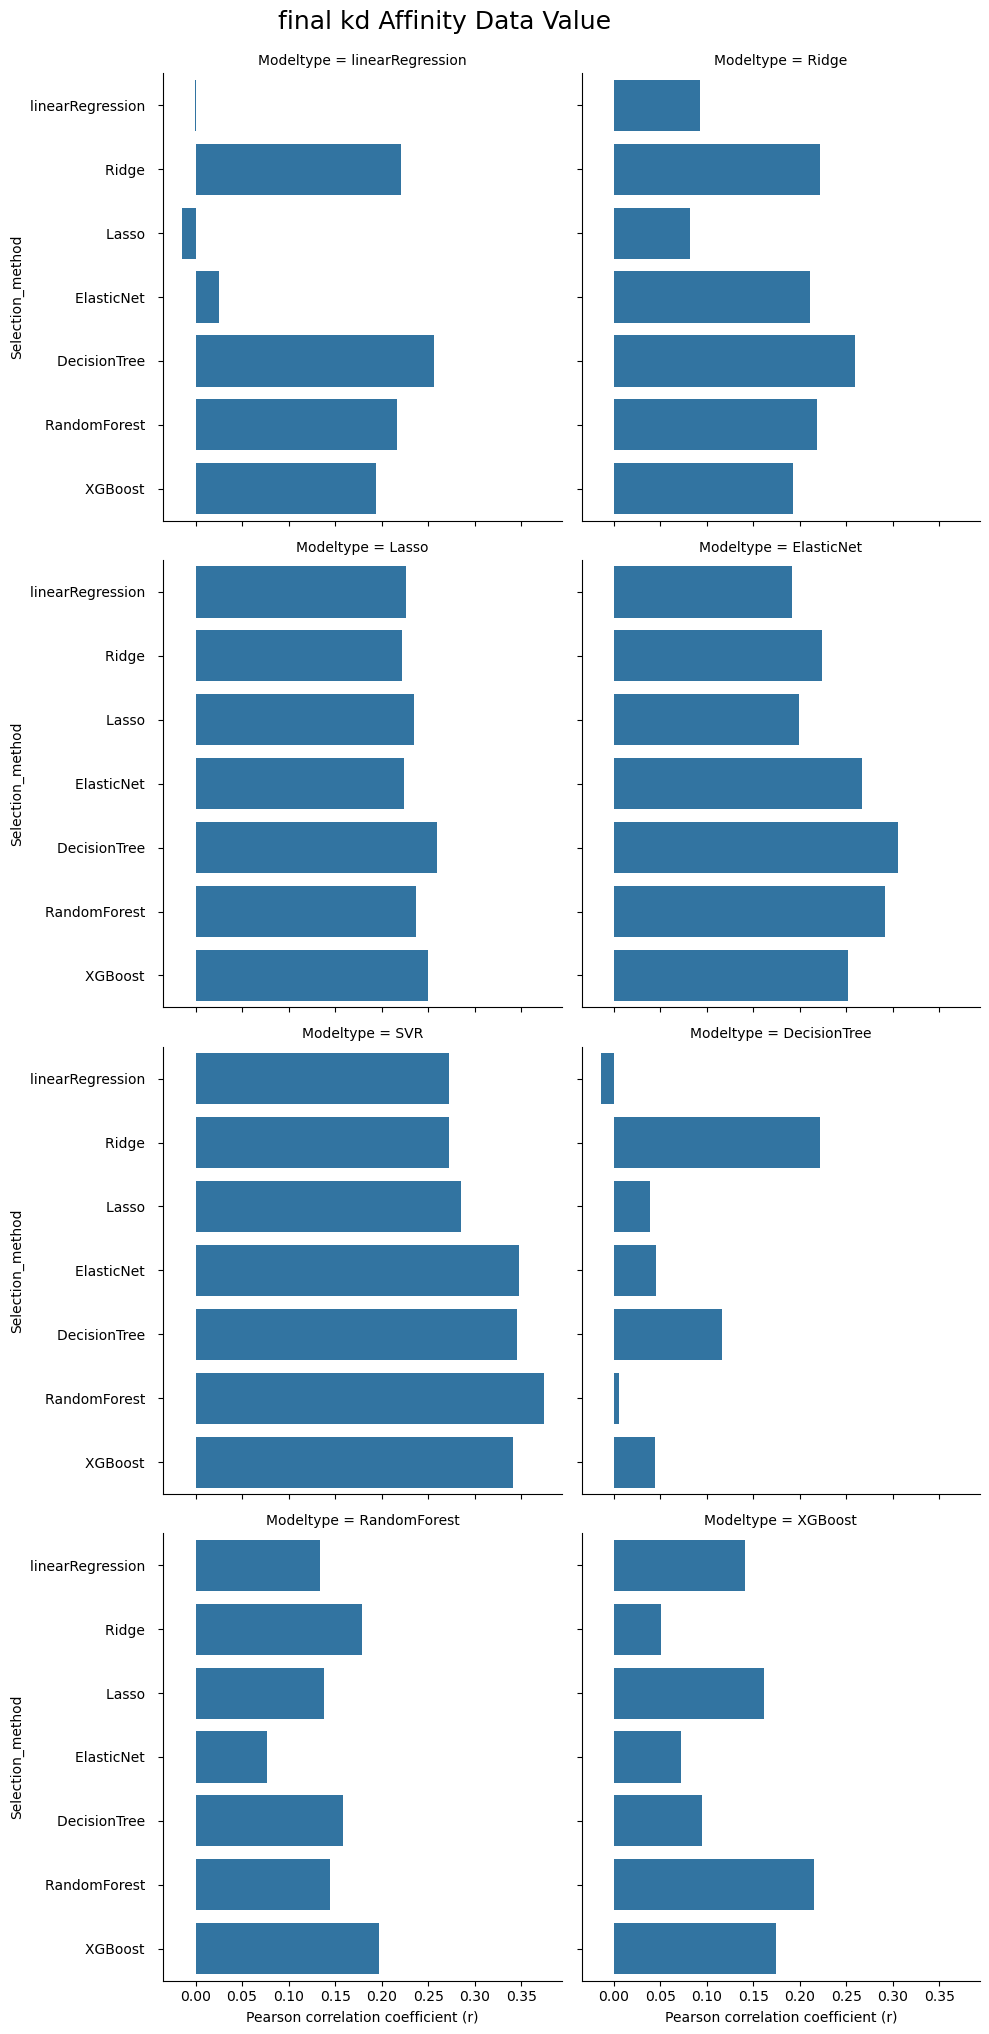 final kd Affinity Data Value
Modeltype = linearRegression
Modeltype = Ridge
Selection_method
linearRegression
Ridge
Lasso
ElasticNet
DecisionTree
RandomForest
XGBoost
Modeltype = Lasso
Modeltype = ElasticNet
Selection_method
linearRegression
Ridge
Lasso
ElasticNet
DecisionTree
RandomForest
XGBoost
Modeltype = SVR
Modeltype = DecisionTree
Selection_method
linearRegression
Ridge
Lasso
ElasticNet
DecisionTree
RandomForest
XGBoost
Modeltype = RandomForest
Modeltype = XGBoost
Selection_method
linearRegression
Ridge
Lasso
ElasticNet
DecisionTree
RandomForest
XGBoost
0.00 0.05 0.10 0.15 0.20 0.25 0.30 0.35
0.00 0.05 0.10 0.15 0.20 0.25 0.30 0.35
Pearson correlation coefficient (r)
Pearson correlation coefficient (r)